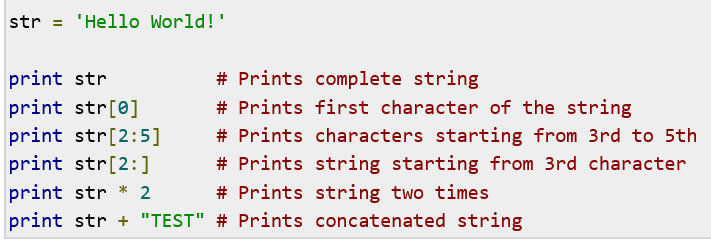 str = 'Hello World!'
print str # Prints complete string
print str[0] # Prints first character of the string
print str[2:5] # Prints characters starting from 3rd to 5th
print str[2:] # Prints string starting from 3rd character
print str * 2 # Prints string two times
print str + "TEST" # Prints concatenated string